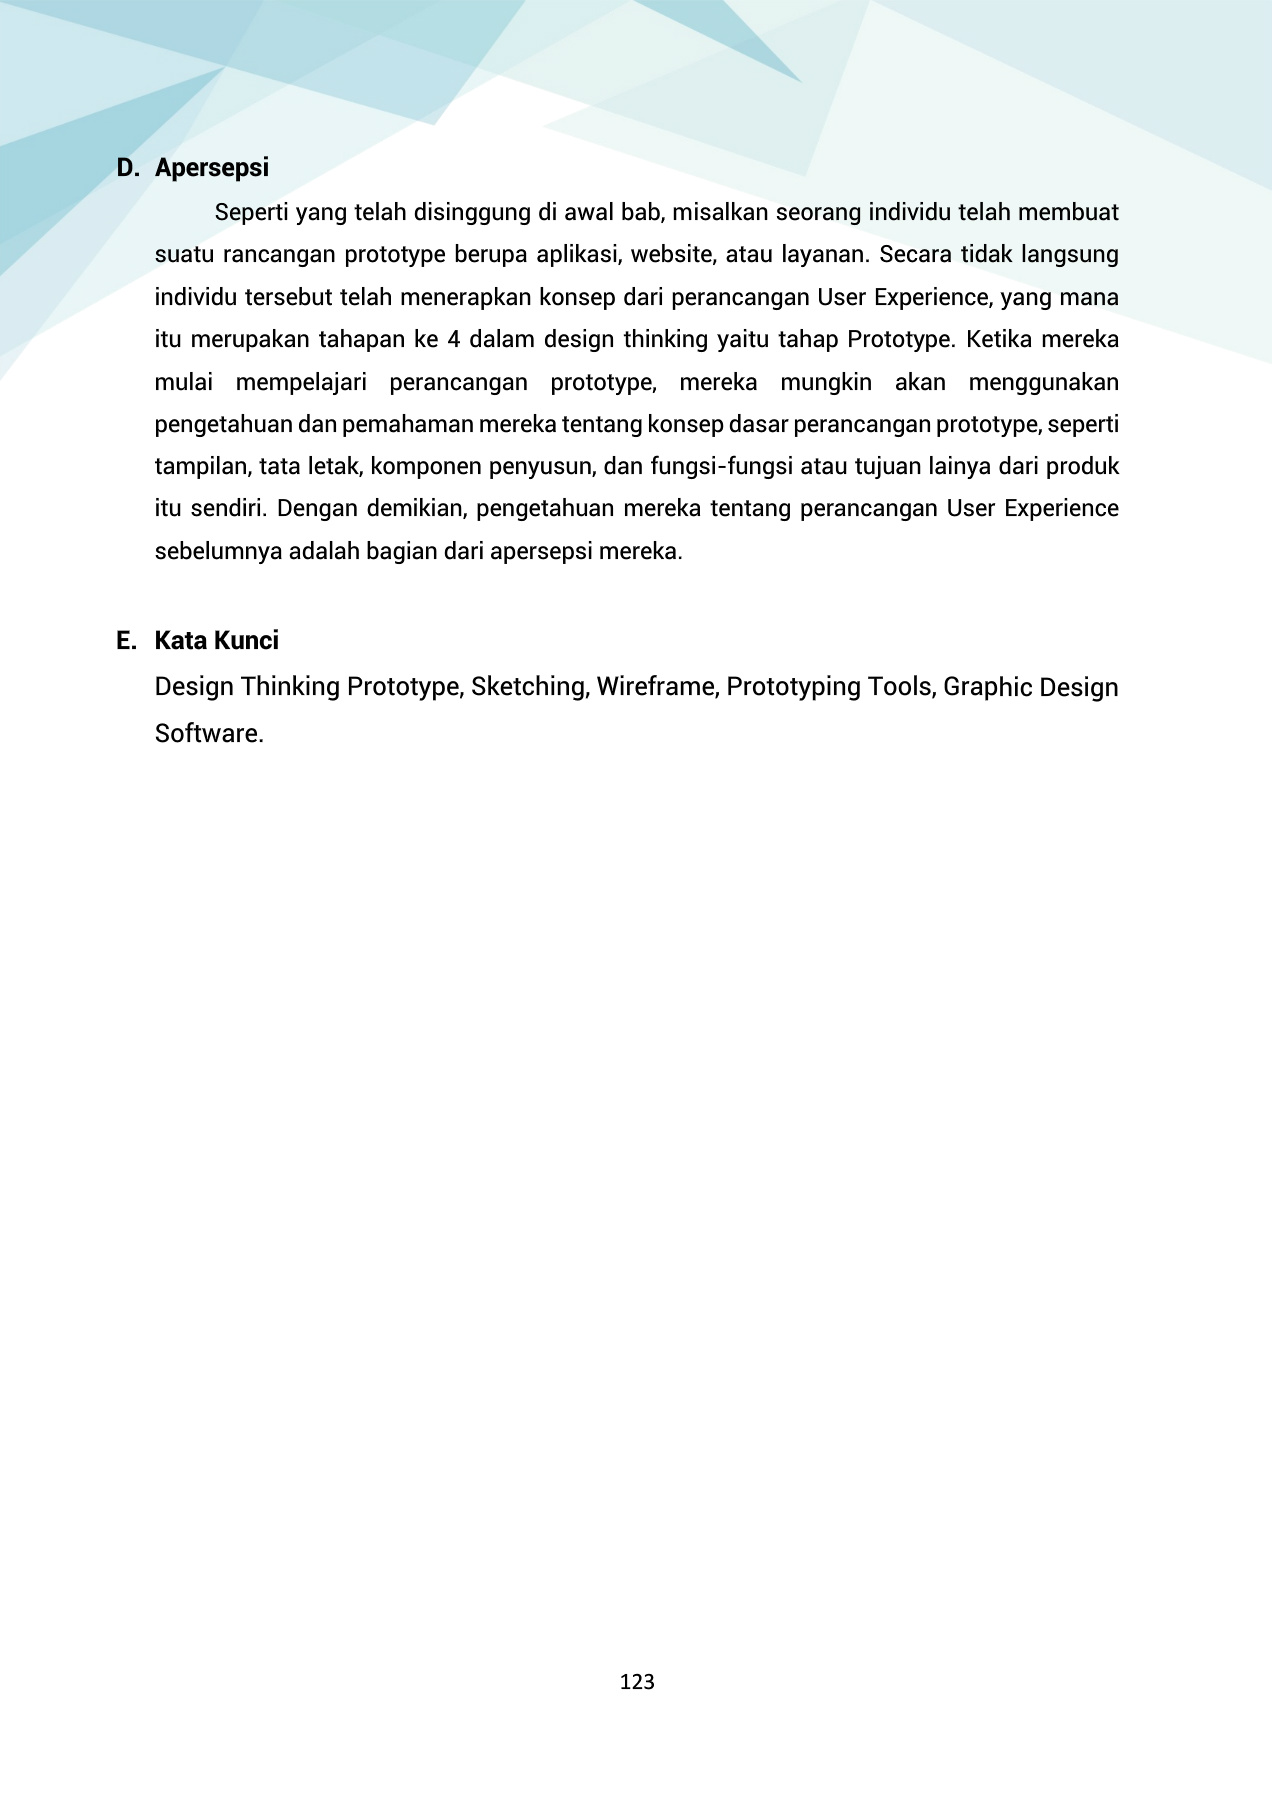 D. Apersepsi
Seperti yang telah disinggung di awal bab, misalkan seorang individu telah membuat
suatu rancangan prototype berupa aplikasi, website, atau layanan. Secara tidak langsung
individu tersebut telah menerapkan konsep dari perancangan User Experience, yang mana
itu merupakan tahapan ke 4 dalam design thinking yaitu tahap Prototype. Ketika mereka
mulai mempelajari perancangan prototype, mereka mungkin akan menggunakan
pengetahuan dan pemahaman mereka tentang konsep dasar perancangan prototype, seperti
tampilan, tata letak, komponen penyusun, dan fungsi-fungsi atau tujuan lainya dari produk
itu sendiri. Dengan demikian, pengetahuan mereka tentang perancangan User Experience
sebelumnya adalah bagian dari apersepsi mereka.
E. Kata Kunci
Design Thinking Prototype, Sketching, Wireframe, Prototyping Tools, Graphic Design
Software.
123